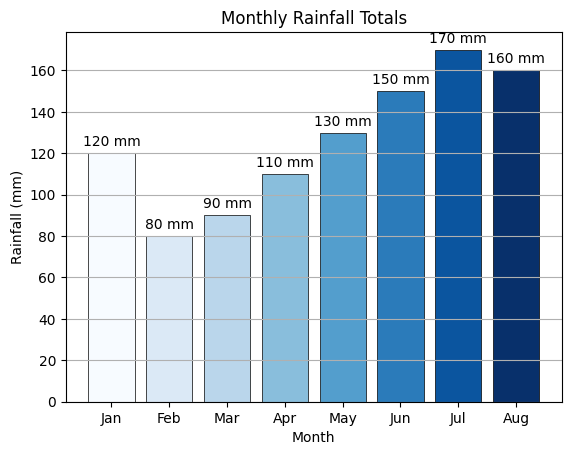 Monthly Rainfall Totals
170 mm
160 mm
150 mm
130 mm
120 mm
110 mm
90 mm
80 mm
Rainfall (mm)
160
140
120
100
80
60
40
20
0
Jan Feb Mar Apr May Jun Jul Aug
Month